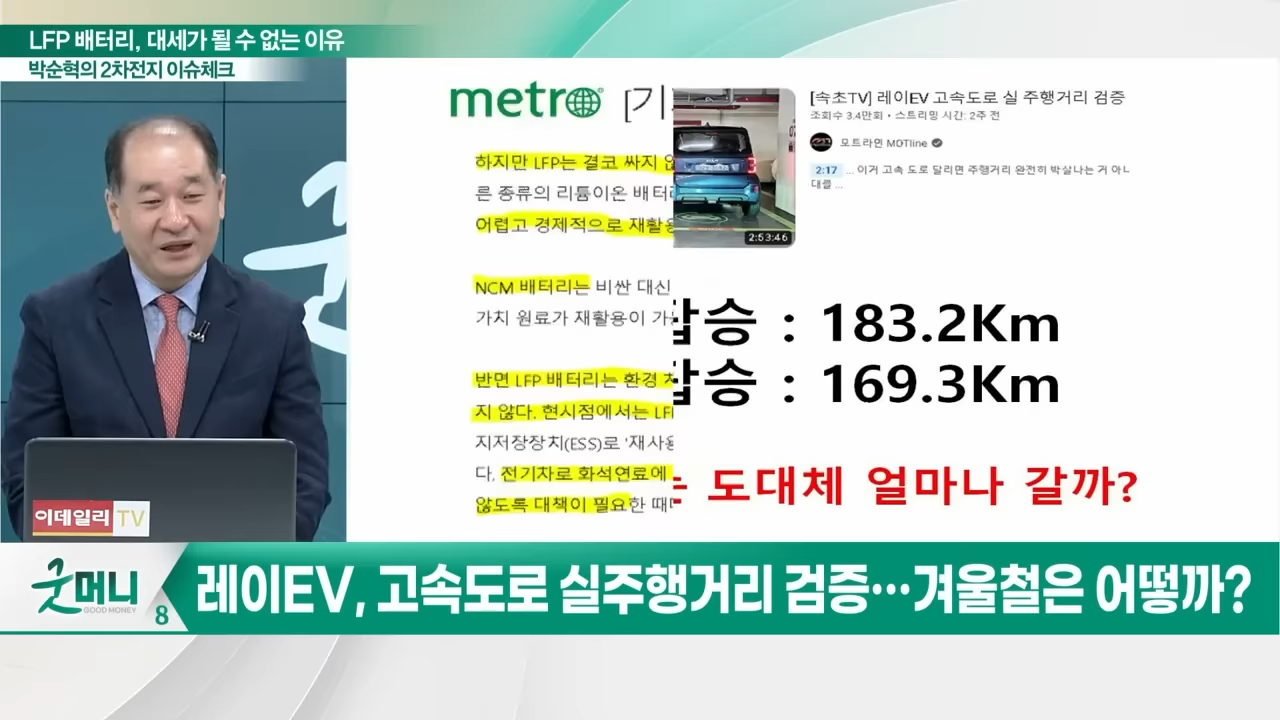 LFP 배터리, 대세가 될 수 없는 이유
박순혁의 2차전지 이슈체크
metro [기
하지만 LFP는 결코 싸지
른 종류의 리튬이온 배터
어렵고 경제적으로 재활
NCM 배터리는 비싼 대신
가치 원료가 재활용이 가
반면 LFP 배터리는 환경
지 않다. 현시점에서는
지저장장치(ESS)로 '재사
다. 전기차로 화석연료에
않도록 대책이 필요한
[속초TV] 레이EV 고속도로 실 주행거리 검증
조회수 3.4만회 • 스트리밍 시간: 2주 전
모트라인 MOTline
2:17 ... 이거 고속 도로 달리면 주행거리 완전히 박살나는 거 아니
대클 ...
2:53:46
승 : 183.2Km
승 : 169.3Km
도대체 얼마나 갈까?
이데일리 TV
굿머니
GOOD MONEY
8
레이EV, 고속도로 실주행거리 검증…겨울철은 어떻까?